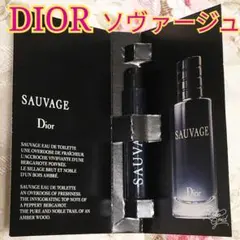 DIOR ソヴァージュ
SAUVAGE
Dior
SAUVAGE EAU DE TOILETTE
UNE OVERDOSE DE FRAÎCHEUR
L'ACCROCHE VIVIFIANTE D'UNE
BERGAMOTE POIVRÉE.
LE SILLAGE BRUT ET NOBLE
D'UN BOIS AMBRÉ.
SAUVAGE EAU DE TOILETTE
AN OVERDOSE OF FRESHNESS.
THE INVIGORATING TOP NOTES OF
A PEPPERY BERGAMOT.
THE PURE AND NOBLE TRAIL OF AN
AMBER WOOD.
SAUVAGE
SAUVAGE
Dior